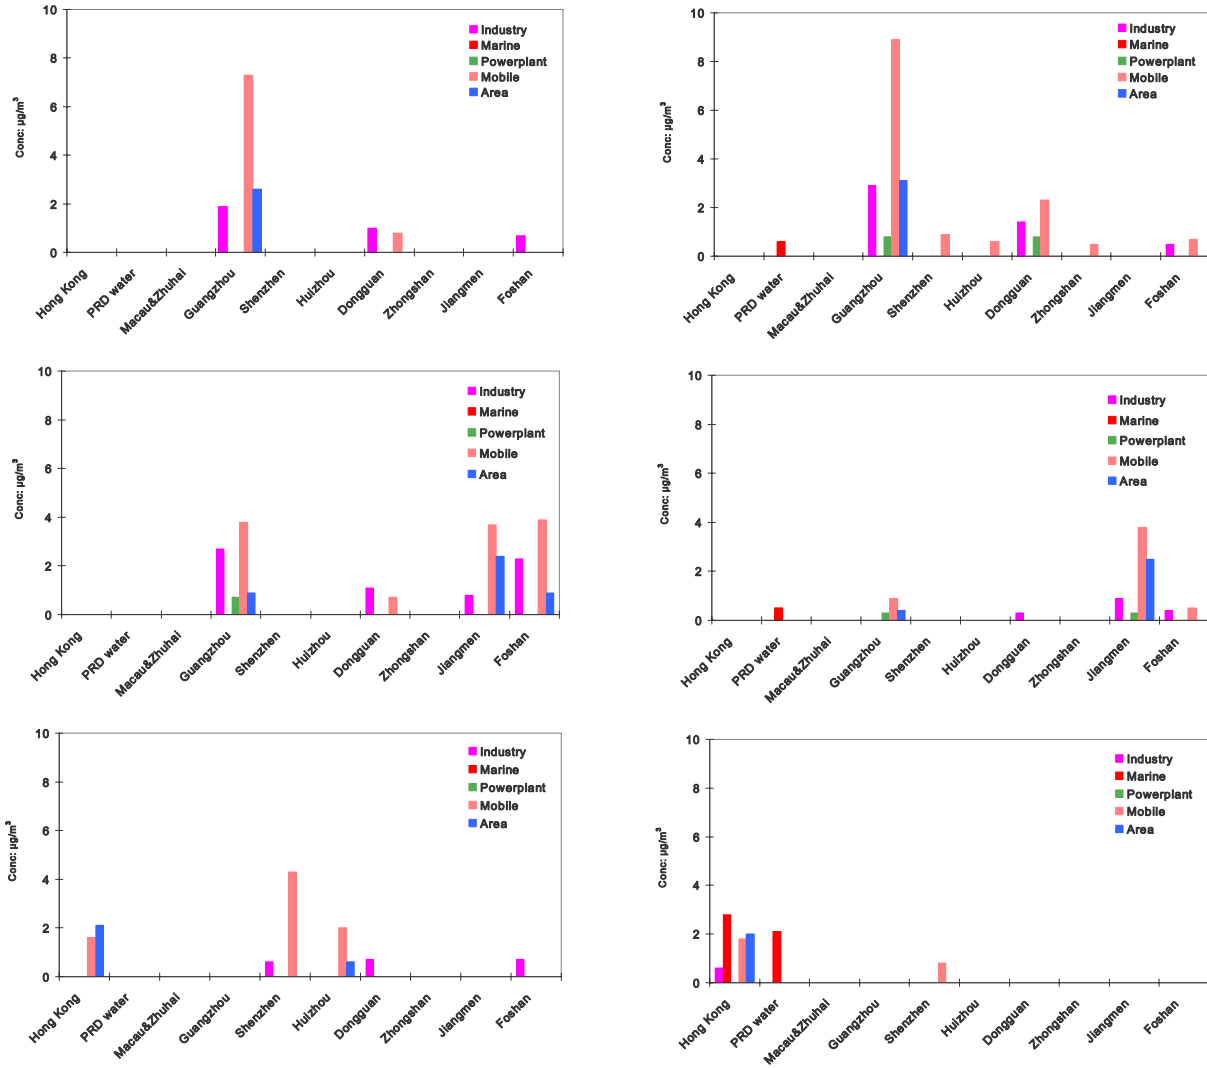 10
8
6
4
2
0
Conc: µg/m³
Industry
Marine
Powerplant
Mobile
Area
Hong Kong
PRD water
Macau&Zhuhai
Guangzhou
Shenzhen
Huizhou
Dongguan
Zhongshan
Jiangmen
Foshan
10
8
6
4
2
0
Conc: µg/m³
Industry
Marine
Powerplant
Mobile
Area
Hong Kong
PRD water
Macau&Zhuhai
Guangzhou
Shenzhen
Huizhou
Dongguan
Zhongshan
Jiangmen
Foshan
10
8
6
4
2
0
Conc: µg/m³
Industry
Marine
Powerplant
Mobile
Area
Hong Kong
PRD water
Macau&Zhuhai
Guangzhou
Shenzhen
Huizhou
Dongguan
Zhongshan
Jiangmen
Foshan
10
8
6
4
2
0
Conc: µg/m³
Industry
Marine
Powerplant
Mobile
Area
Hong Kong
PRD water
Macau&Zhuhai
Guangzhou
Shenzhen
Huizhou
Dongguan
Zhongshan
Jiangmen
Foshan
10
8
6
4
2
0
Conc: µg/m³
Industry
Marine
Powerplant
Mobile
Area
Hong Kong
PRD water
Macau&Zhuhai
Guangzhou
Shenzhen
Huizhou
Dongguan
Zhongshan
Jiangmen
Foshan
10
8
6
4
2
0
Conc: µg/m³
Industry
Marine
Powerplant
Mobile
Area
Hong Kong
PRD water
Macau&Zhuhai
Guangzhou
Shenzhen
Huizhou
Dongguan
Zhongshan
Jiangmen
Foshan